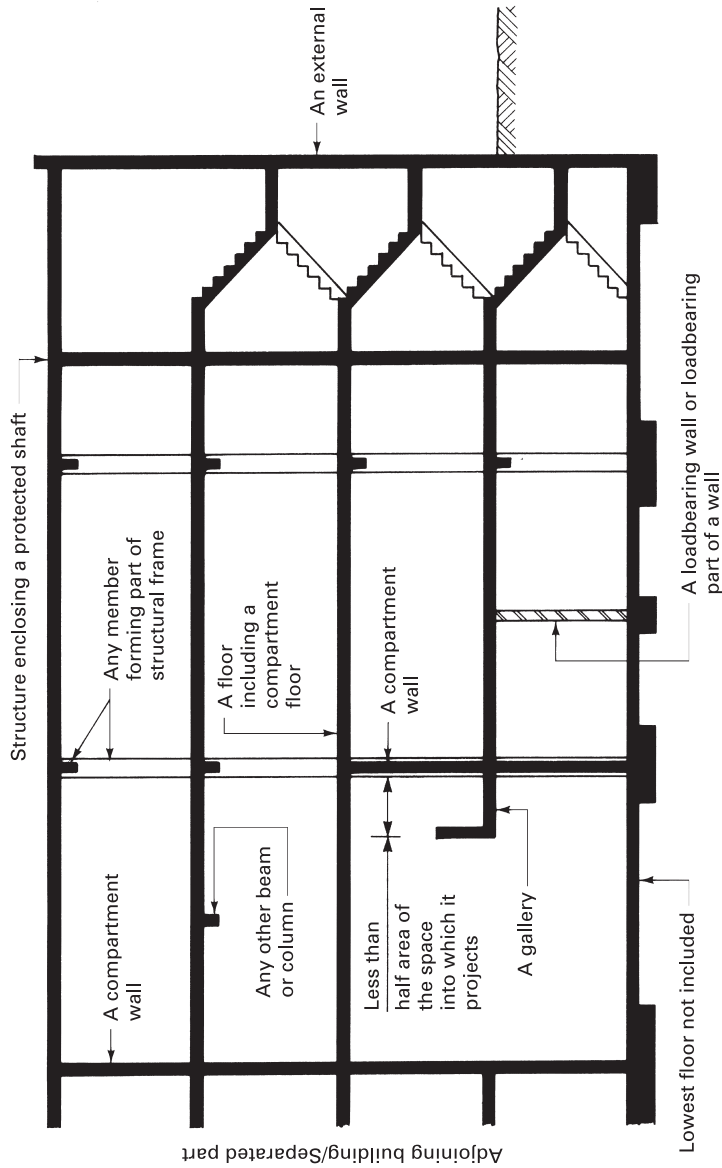 Structure enclosing a protected shaft
An external
wall
Any member
forming part of
structural frame
A compartment
wall
A floor
including a
compartment
floor
Any other beam
or column
A compartment
wall
Less than
half area of
the space
into which it
projects
A gallery
A loadbearing wall or loadbearing
part of a wall
Lowest floor not included
Adjoining building/Separated part